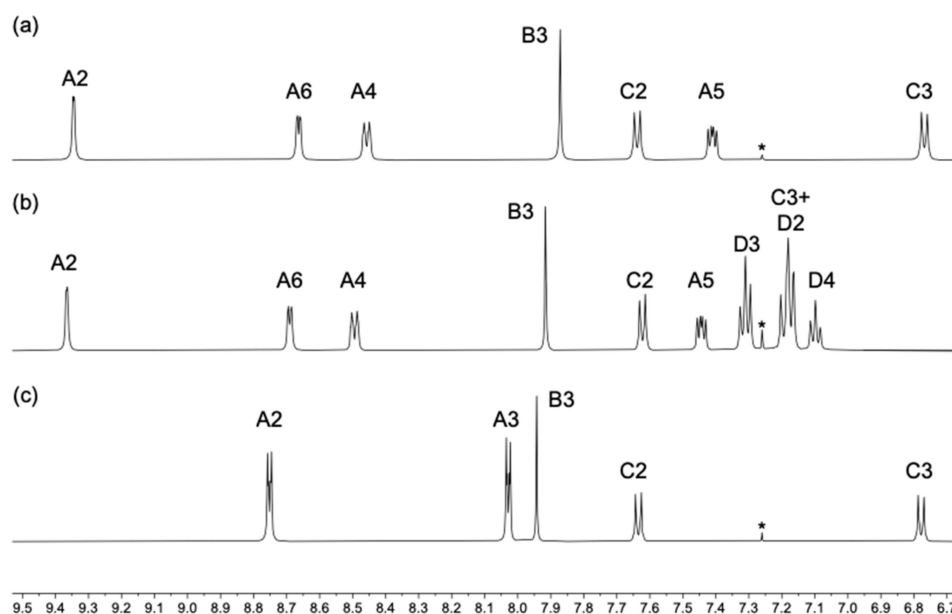 (a)
A2
A6
A4
B3
C2
A5
*
C3
(b)
A2
A6
A4
B3
C2
A5
D3
*
C3+
D2
D4
(c)
A2
A3
B3
C2
*
C3
9.5 9.4 9.3 9.2 9.1 9.0 8.9 8.8 8.7 8.6 8.5 8.4 8.3 8.2 8.1 8.0 7.9 7.8 7.7 7.6 7.5 7.4 7.3 7.2 7.1 7.0 6.9 6.8